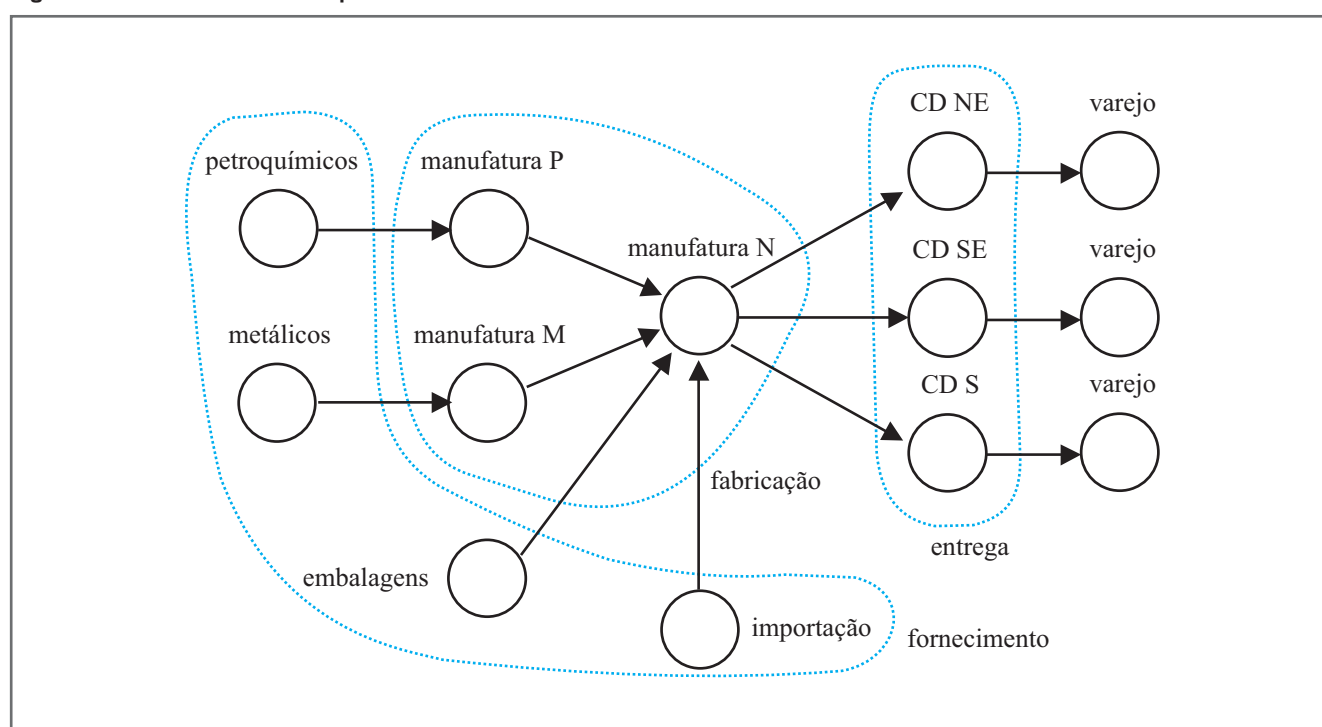 CD NE
varejo
petroquímicos
manufatura P
manufatura N
CD SE
varejo
metálicos
manufatura M
CD S
varejo
fabricação
entrega
embalagens
importação
fornecimento